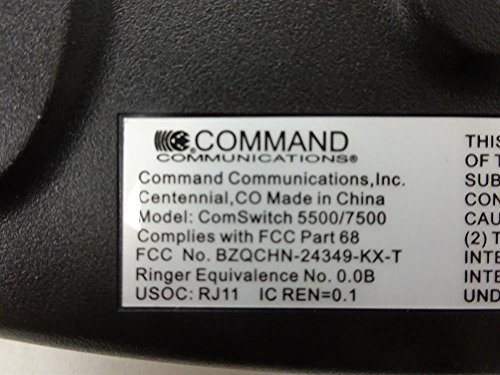 COMMAND
COMMUNICATIONS®
Command Communications,Inc.
Centennial,CO Made in China
Model: ComSwitch 5500/7500
Complies with FCC Part 68
FCC No. BZQCHN-24349-KX-T
Ringer Equivalence No. 0.0B
USOC: RJ11 IC REN=0.1
THIS
OF T
SUB
CON
CAU
(2) T
INTE
INTE
UND